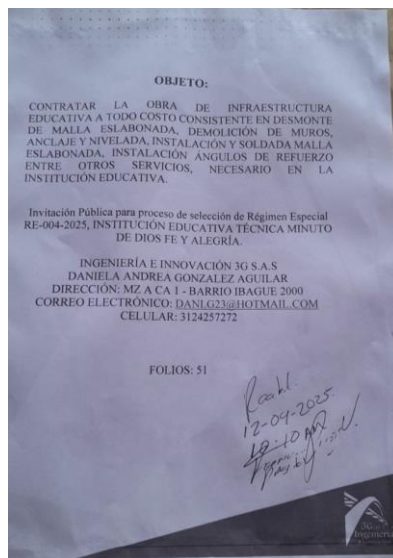 OBJETO:
CONTRATAR LA OBRA DE INFRAESTRUCTURA
EDUCATIVA A TODO COSTO CONSISTENTE EN DESMONTE
DE MALLA ESLABONADA, DEMOLICIÓN DE MUROS,
ANCLAJE Y NIVELADA, INSTALACIÓN Y SOLDADA MALLA
ESLABONADA, INSTALACIÓN ÁNGULOS DE REFUERZO
ENTRE OTROS SERVICIOS, NECESARIO EN LA
INSTITUCIÓN EDUCATIVA.
Invitación Pública para proceso de selección de Régimen Especial
RE-004-2025, INSTITUCIÓN EDUCATIVA TÉCNICA MINUTO
DE DIOS FE Y ALEGRÍA.
INGENIERÍA E INNOVACIÓN 3G S.A.S
DANIELA ANDREA GONZALEZ AGUILAR
DIRECCIÓN: MZ A CA 1 - BARRIO IBAGUE 2000
CORREO ELECTRÓNICO: DANLG23@HOTMAIL.COM
CELULAR: 3124257272
FOLIOS: 51
12-04-2025
3G
Ingeniería